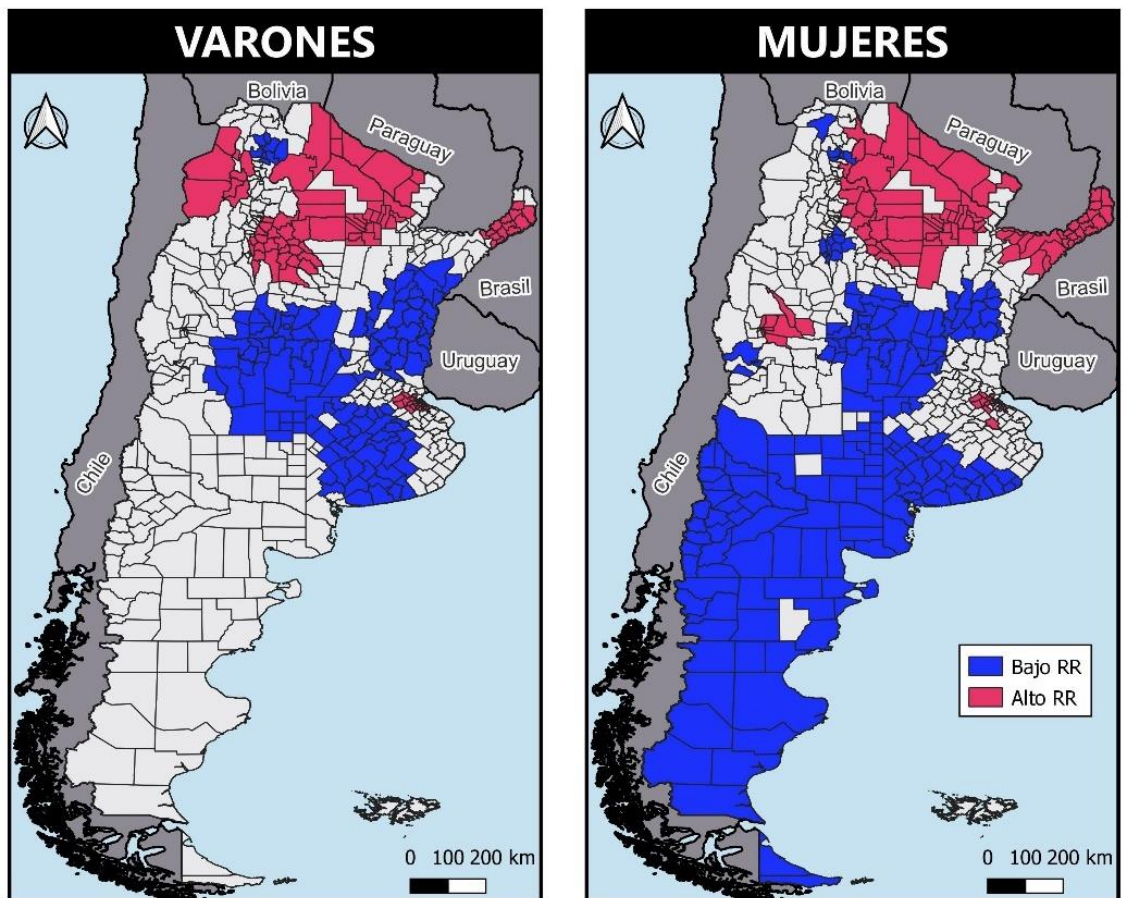 VARONES
Bolivia
Paraguay
Brasil
Uruguay
Chile
0 100 200 km
MUJERES
Bolivia
Paraguay
Brasil
Uruguay
Chile
Bajo RR
Alto RR
0 100 200 km